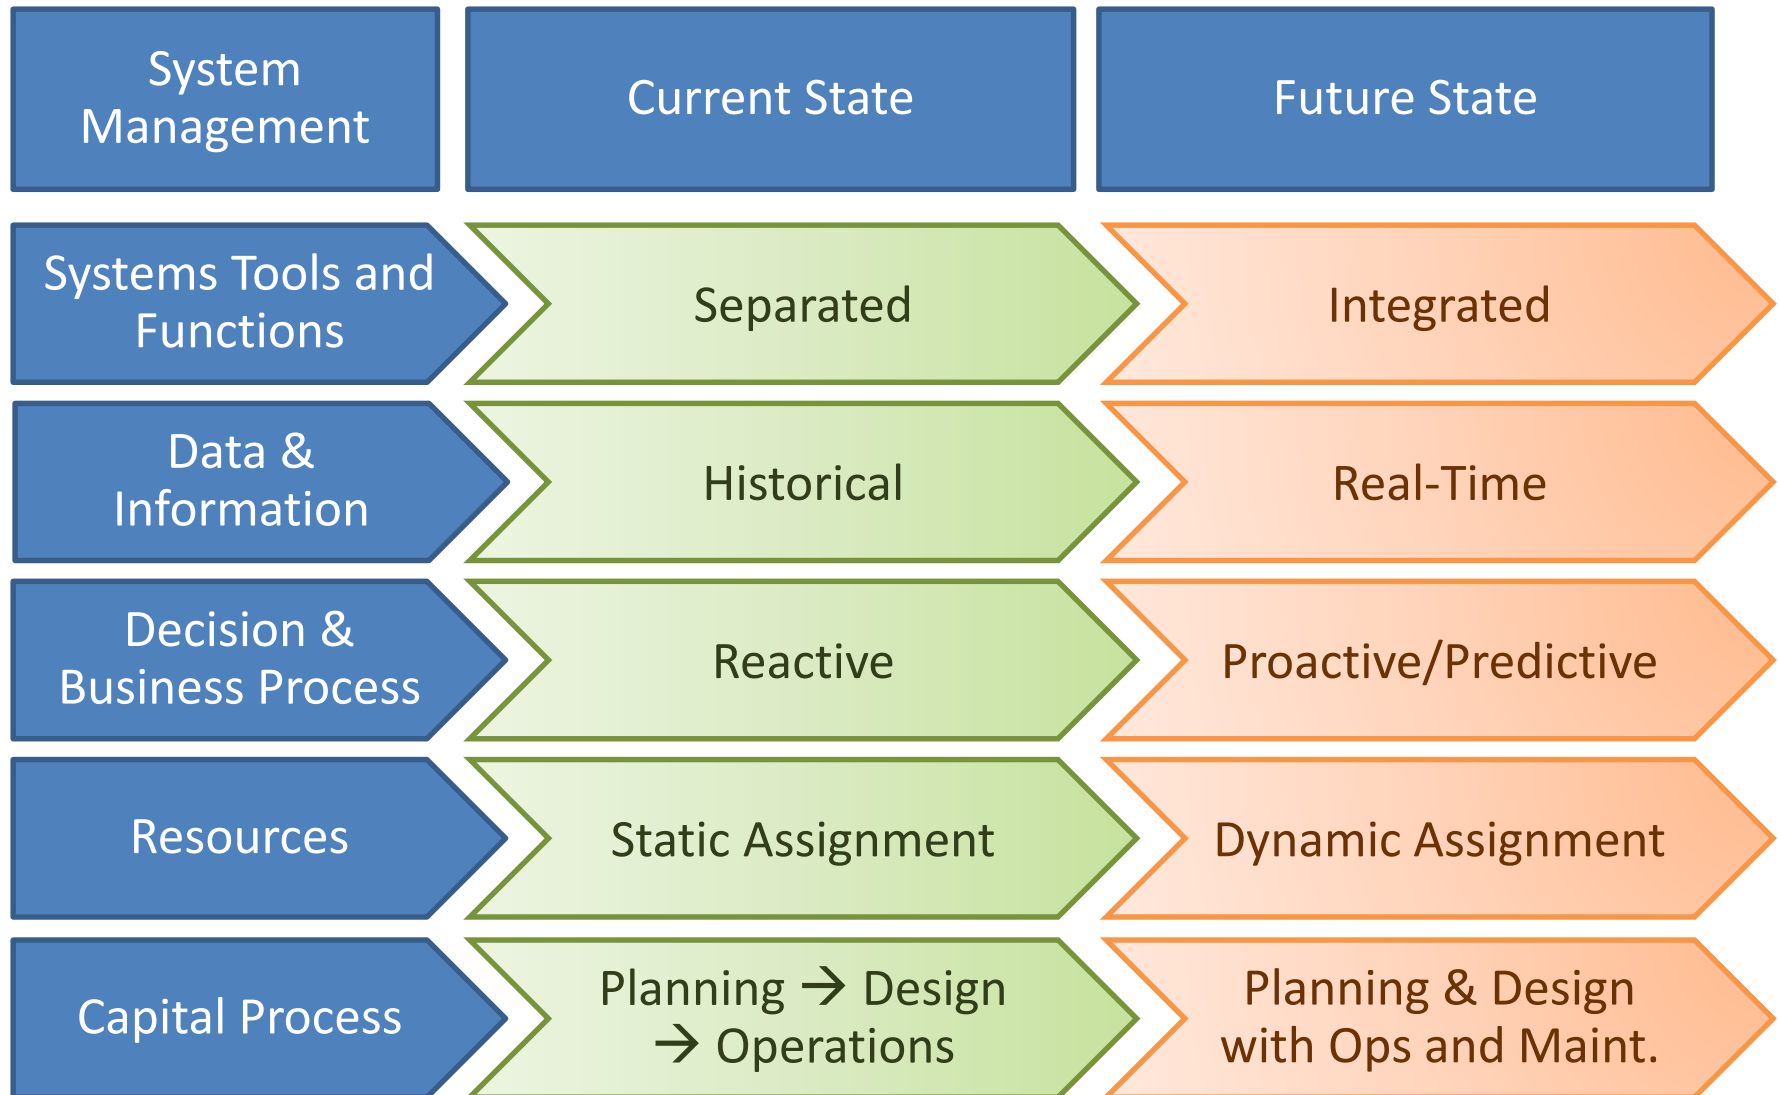 System
Management
Current State
Future State
Systems Tools and
Functions
Separated
Integrated
Data &
Information
Historical
Real-Time
Decision &
Business Process
Reactive
Proactive/Predictive
Resources
Static Assignment
Dynamic Assignment
Capital Process
Planning → Design
→ Operations
Planning & Design
with Ops and Maint.